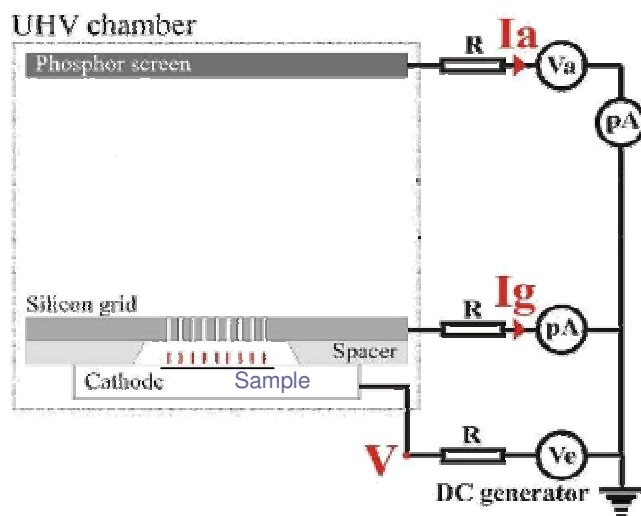 UHV chamber
Phosphor screen
R
Ia
Va
pA
Silicon grid
R
Ig
pA
Spacer
Cathode
Sample
V
R
Ve
DC generator